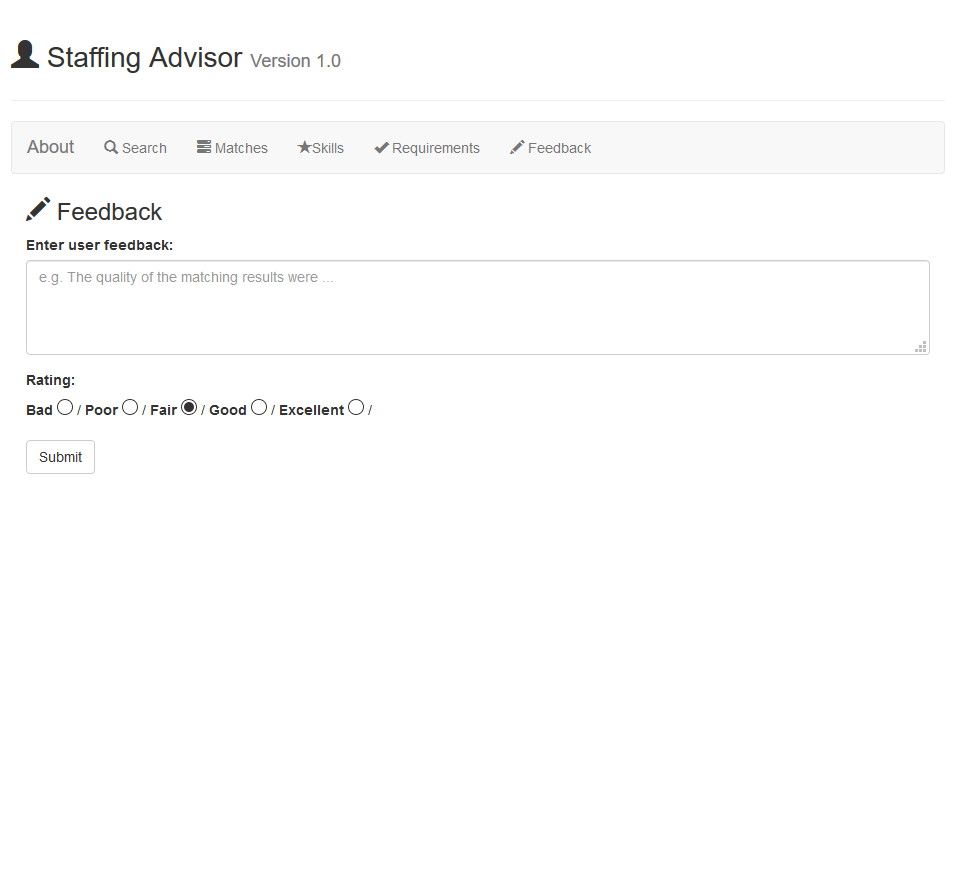 Staffing Advisor Version 1.0
About Search Matches Skills Requirements Feedback
Feedback
Enter user feedback:
e.g. The quality of the matching results were ...
Rating:
Bad / Poor / Fair / Good / Excellent /
Submit